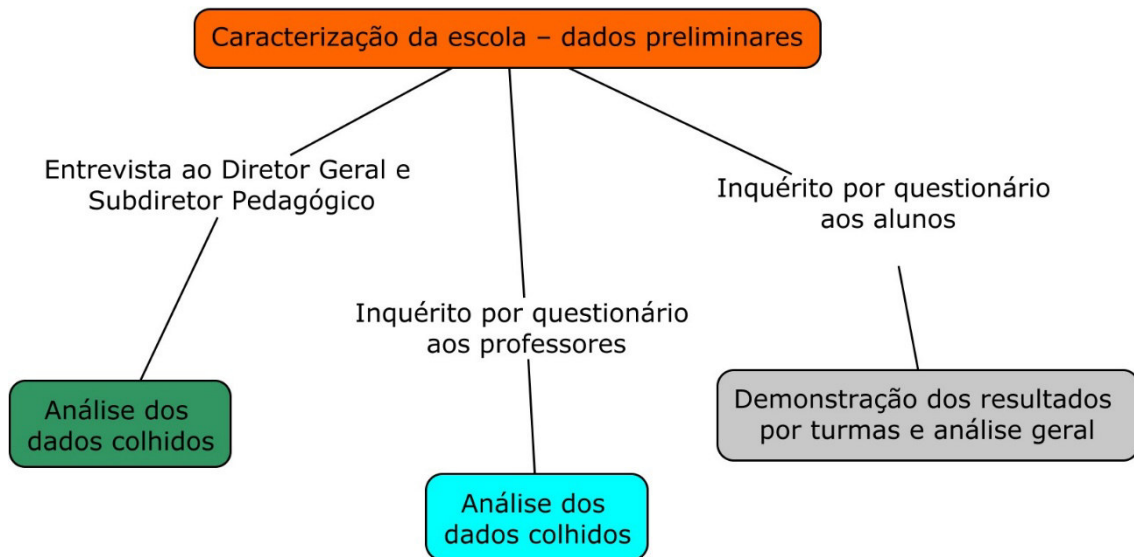 Caracterização da escola – dados preliminares
Entrevista ao Diretor Geral e
Subdiretor Pedagógico
Inquérito por questionário
aos alunos
Inquérito por questionário
aos professores
Análise dos
dados colhidos
Demonstração dos resultados
por turmas e análise geral
Análise dos
dados colhidos